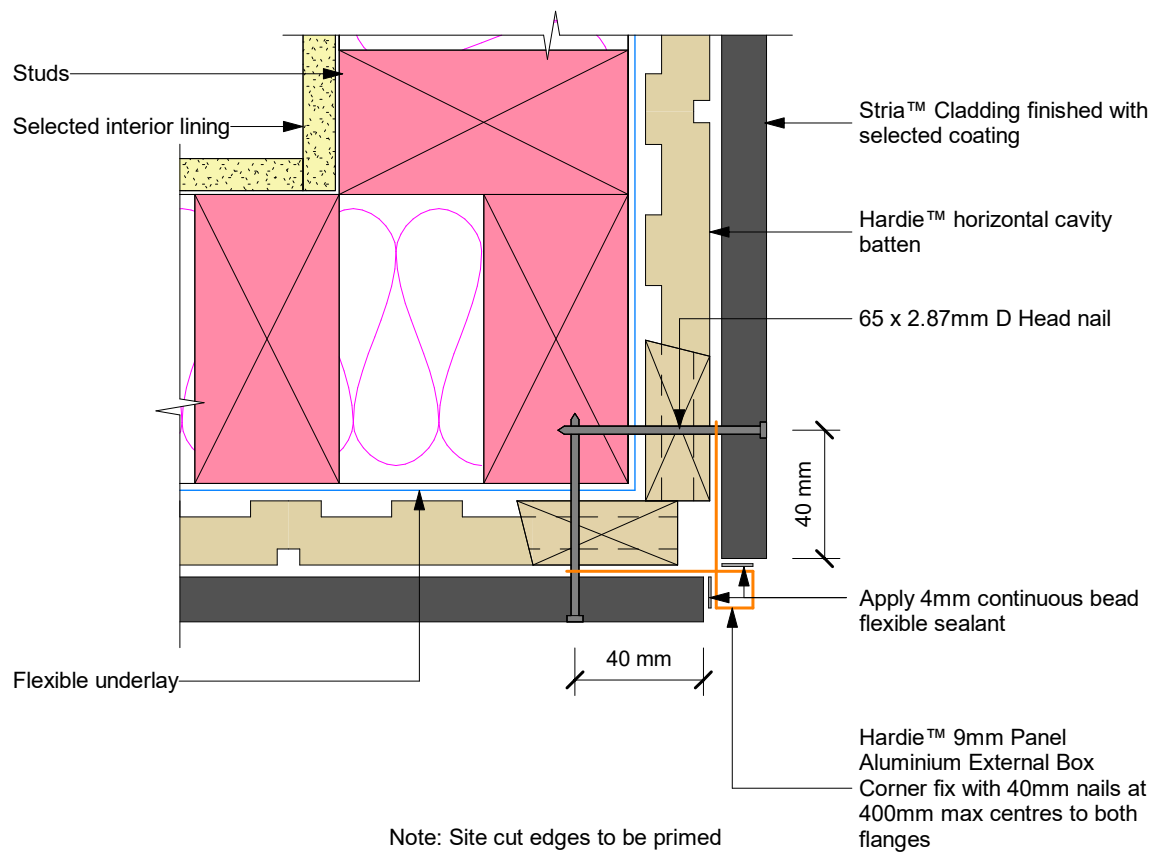 Studs
Selected interior lining
Stria™ Cladding finished with
selected coating
Hardie™ horizontal cavity
batten
65 x 2.87mm D Head nail
40 mm
Apply 4mm continuous bead
flexible sealant
40 mm
Flexible underlay
Hardie™ 9mm Panel
Aluminium External Box
Corner fix with 40mm nails at
400mm max centres to both
flanges
Note: Site cut edges to be primed